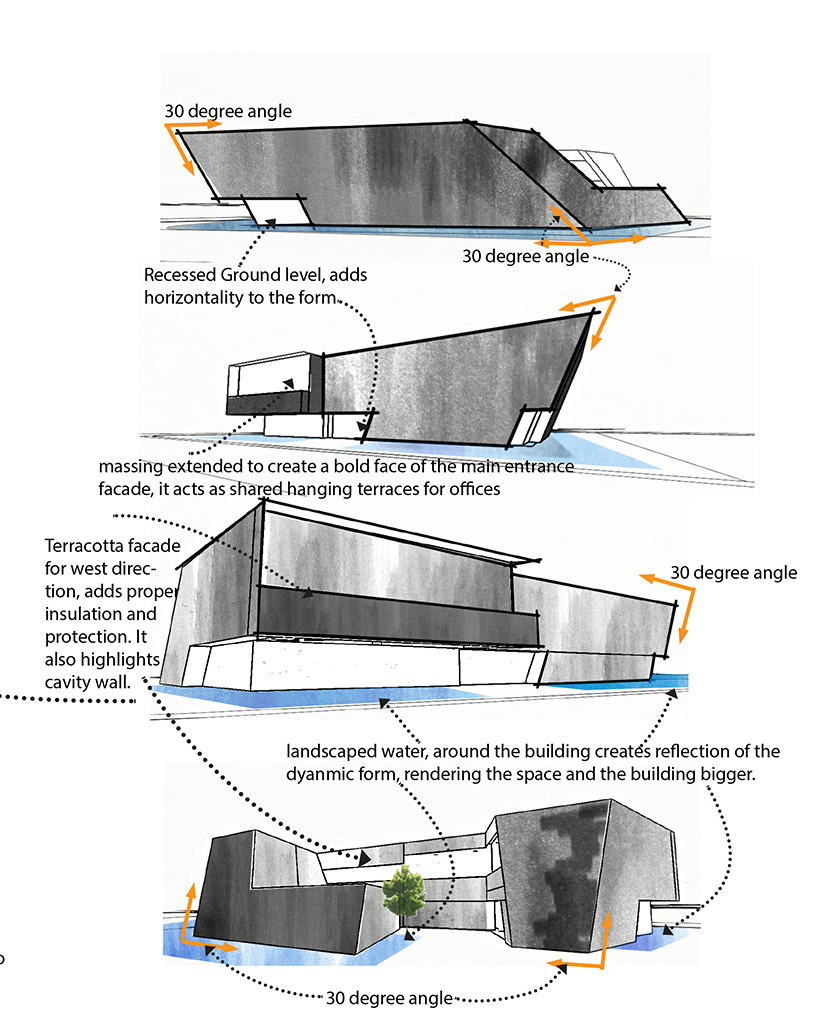 30 degree angle
30 degree angle
Recessed Ground level, adds
horizontality to the form.
massing extended to create a bold face of the main entrance
facade, it acts as shared hanging terraces for offices
Terracotta facade
for west direc-
tion, adds proper
insulation and
protection. It
also highlights
cavity wall.
30 degree angle
landscaped water, around the building creates reflection of the
dyanmic form, rendering the space and the building bigger.
30 degree angle